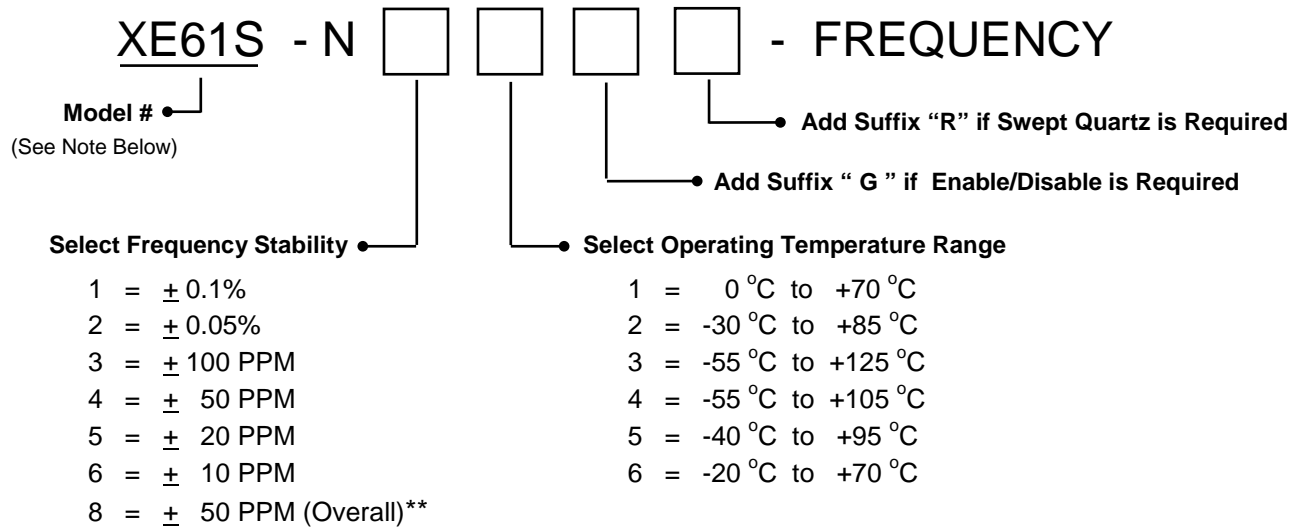 XE61S - N - FREQUENCY
Model #
(See Note Below)
Add Suffix “R” if Swept Quartz is Required
Add Suffix “ G ” if Enable/Disable is Required
Select Frequency Stability
1 = ± 0.1%
2 = ± 0.05%
3 = ± 100 PPM
4 = ± 50 PPM
5 = ± 20 PPM
6 = ± 10 PPM
8 = ± 50 PPM (Overall)**
Select Operating Temperature Range
1 = 0 °C to +70 °C
2 = -30 °C to +85 °C
3 = -55 °C to +125 °C
4 = -55 °C to +105 °C
5 = -40 °C to +95 °C
6 = -20 °C to +70 °C